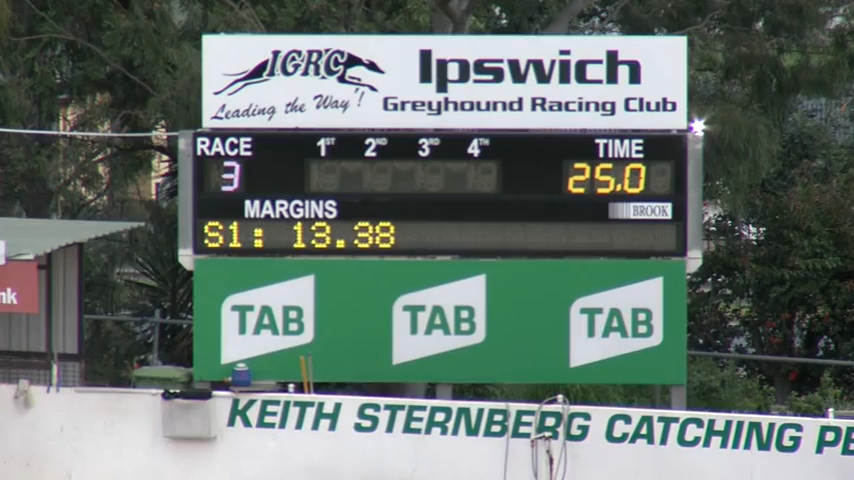 IGRC
Leading the Way!
Ipswich
Greyhound Racing Club
RACE 1ST 2ND 3RD 4TH TIME
3 25.0
MARGINS BROOK
S1: 13.38
TAB TAB TAB
nk
KEITH STERNBERG CATCHING PE